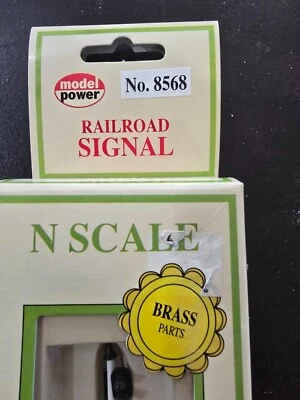 model
power
No. 8568
RAILROAD
SIGNAL
N SCALE
BRASS
PARTS